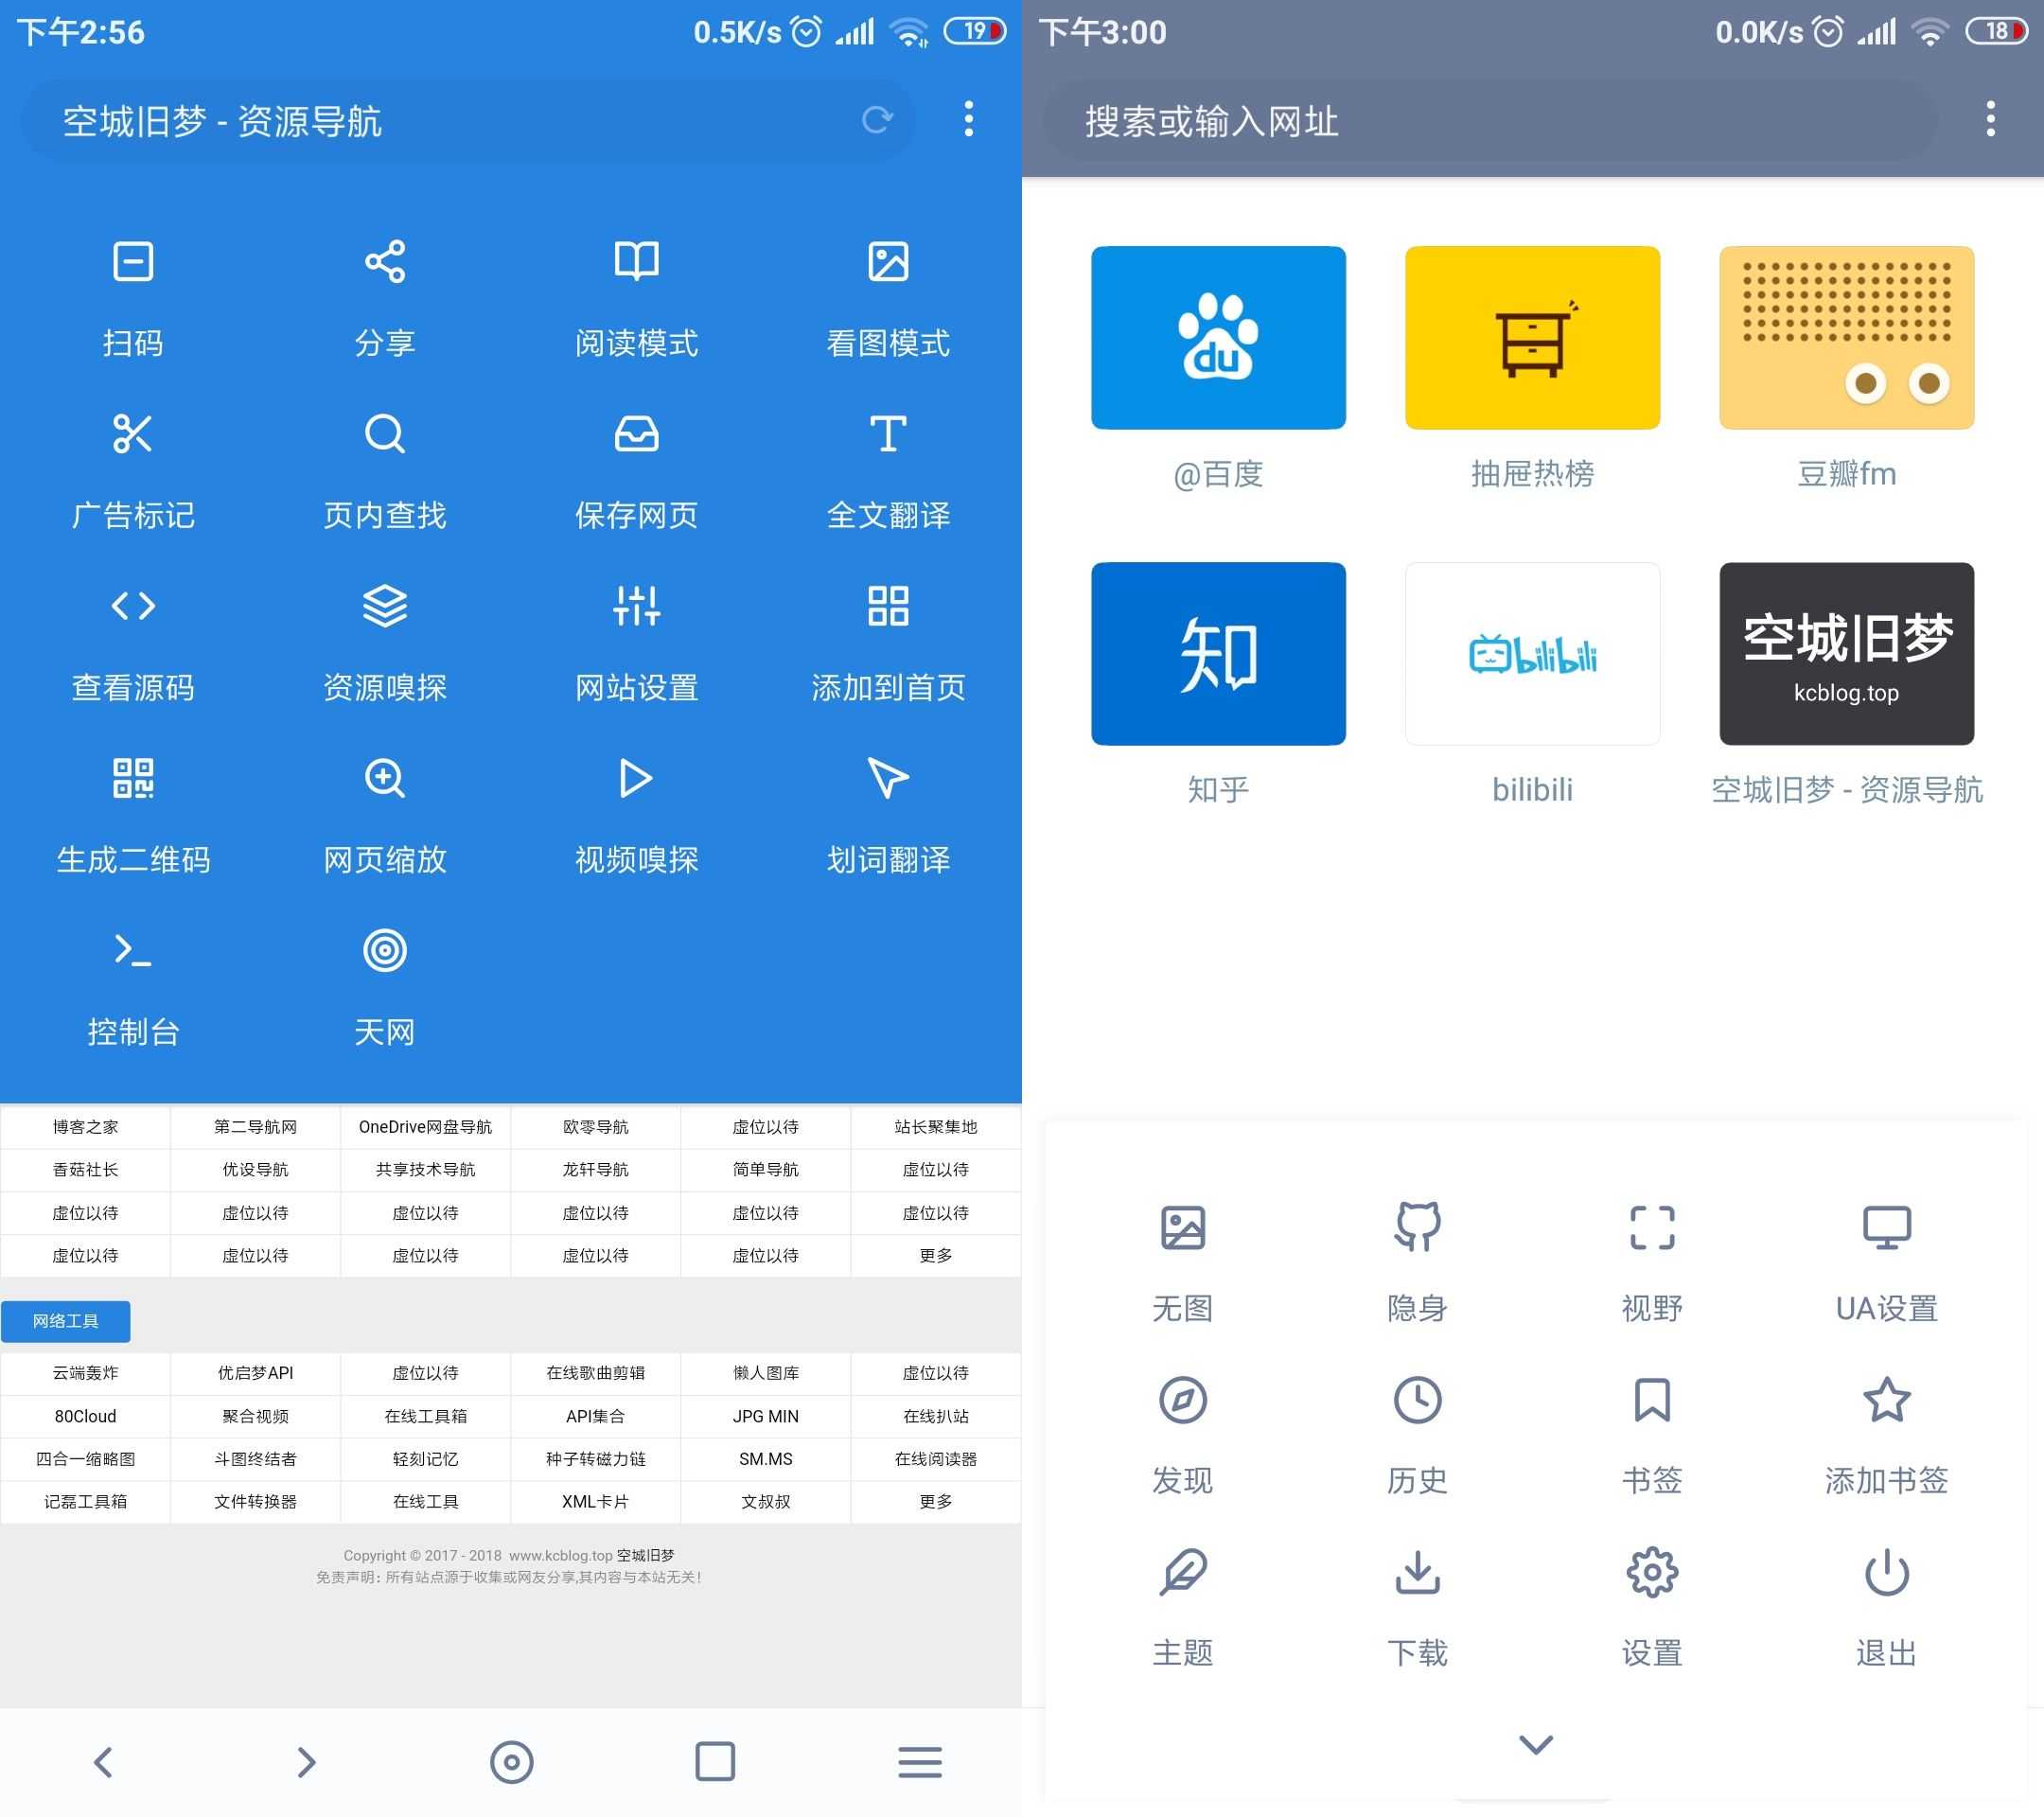 下午2:56
0.5K/s
19
空城旧梦 - 资源导航
扫码 分享 阅读模式 看图模式
广告标记 页内查找 保存网页 全文翻译
查看源码 资源嗅探 网站设置 添加到首页
生成二维码 网页缩放 视频嗅探 划词翻译
控制台 天网
博客之家 第二导航网 OneDrive网盘导航 欧零导航 虚位以待 站长聚集地
香菇社长 优设导航 共享技术导航 龙轩导航 简单导航 虚位以待
虚位以待 虚位以待 虚位以待 虚位以待 虚位以待 虚位以待
虚位以待 虚位以待 虚位以待 虚位以待 虚位以待 更多
网络工具
云端轰炸 优启梦API 虚位以待 在线歌曲剪辑 懒人图库 虚位以待
80Cloud 聚合视频 在线工具箱 API集合 JPG MIN 在线扒站
四合一缩略图 斗图终结者 轻刻记忆 种子转磁力链 SM.MS 在线阅读器
记磊工具箱 文件转换器 在线工具 XML卡片 文叔叔 更多
Copyright © 2017 - 2018 www.kcblog.top 空城旧梦
免责声明：所有站点源于收集或网友分享,其内容与本站无关！
下午3:00
0.0K/s
18
搜索或输入网址
du
@百度 抽屉热榜 豆瓣fm
知
bilibili
空城旧梦
kcblog.top
知乎 bilibili 空城旧梦 - 资源导航
无图 隐身 视野 UA设置
发现 历史 书签 添加书签
主题 下载 设置 退出